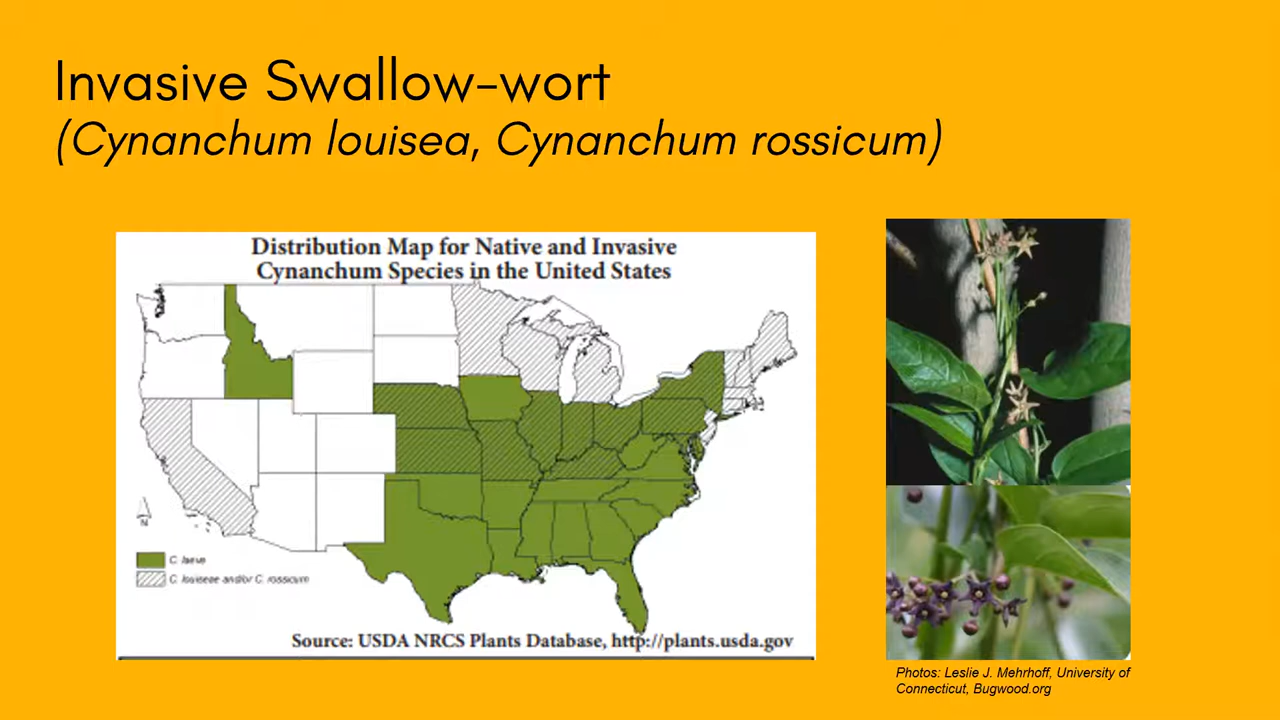 Invasive Swallow-wort
(Cynanchum louisea, Cynanchum rossicum)
Distribution Map for Native and Invasive
Cynanchum Species in the United States
N
C. laeve
C. louiseae and/or C. rossicum
Source: USDA NRCS Plants Database, http://plants.usda.gov
Photos: Leslie J. Mehrhoff, University of
Connecticut, Bugwood.org